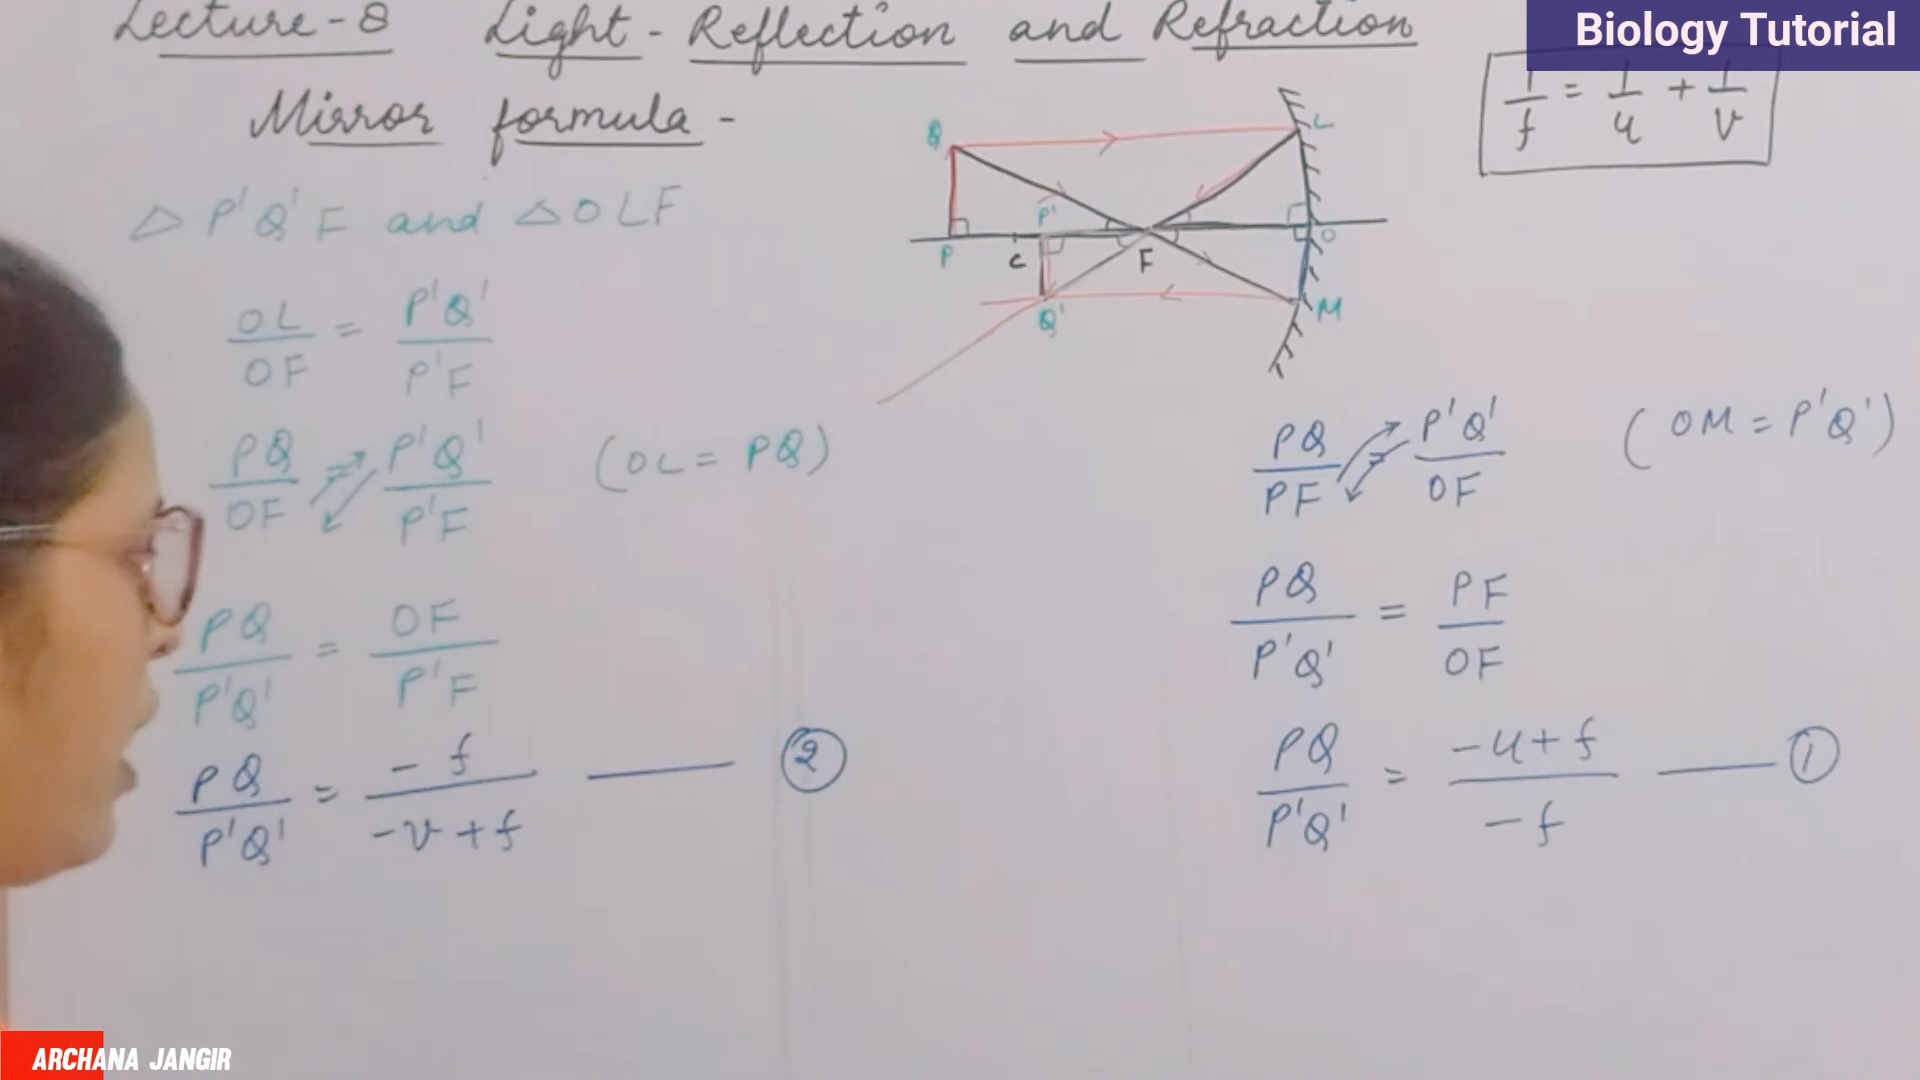 Lecture-8 Light-Reflection and Refraction
Biology Tutorial
Mirror formula -
1/f = 1/u + 1/v
Q
L
P'
P
C
F
O
Q'
M
△ P'Q'F and △OLF
OL/OF = P'Q'/P'F
PQ/OF = P'Q'/P'F (OL = PQ)
PQ/P'Q' = OF/P'F
PQ/P'Q' = -f/-v+f —— ②
PQ/PF = P'Q'/OF (OM = P'Q')
PQ/P'Q' = PF/OF
PQ/P'Q' = -u+f/-f —— ①
ARCHANA JANGIR